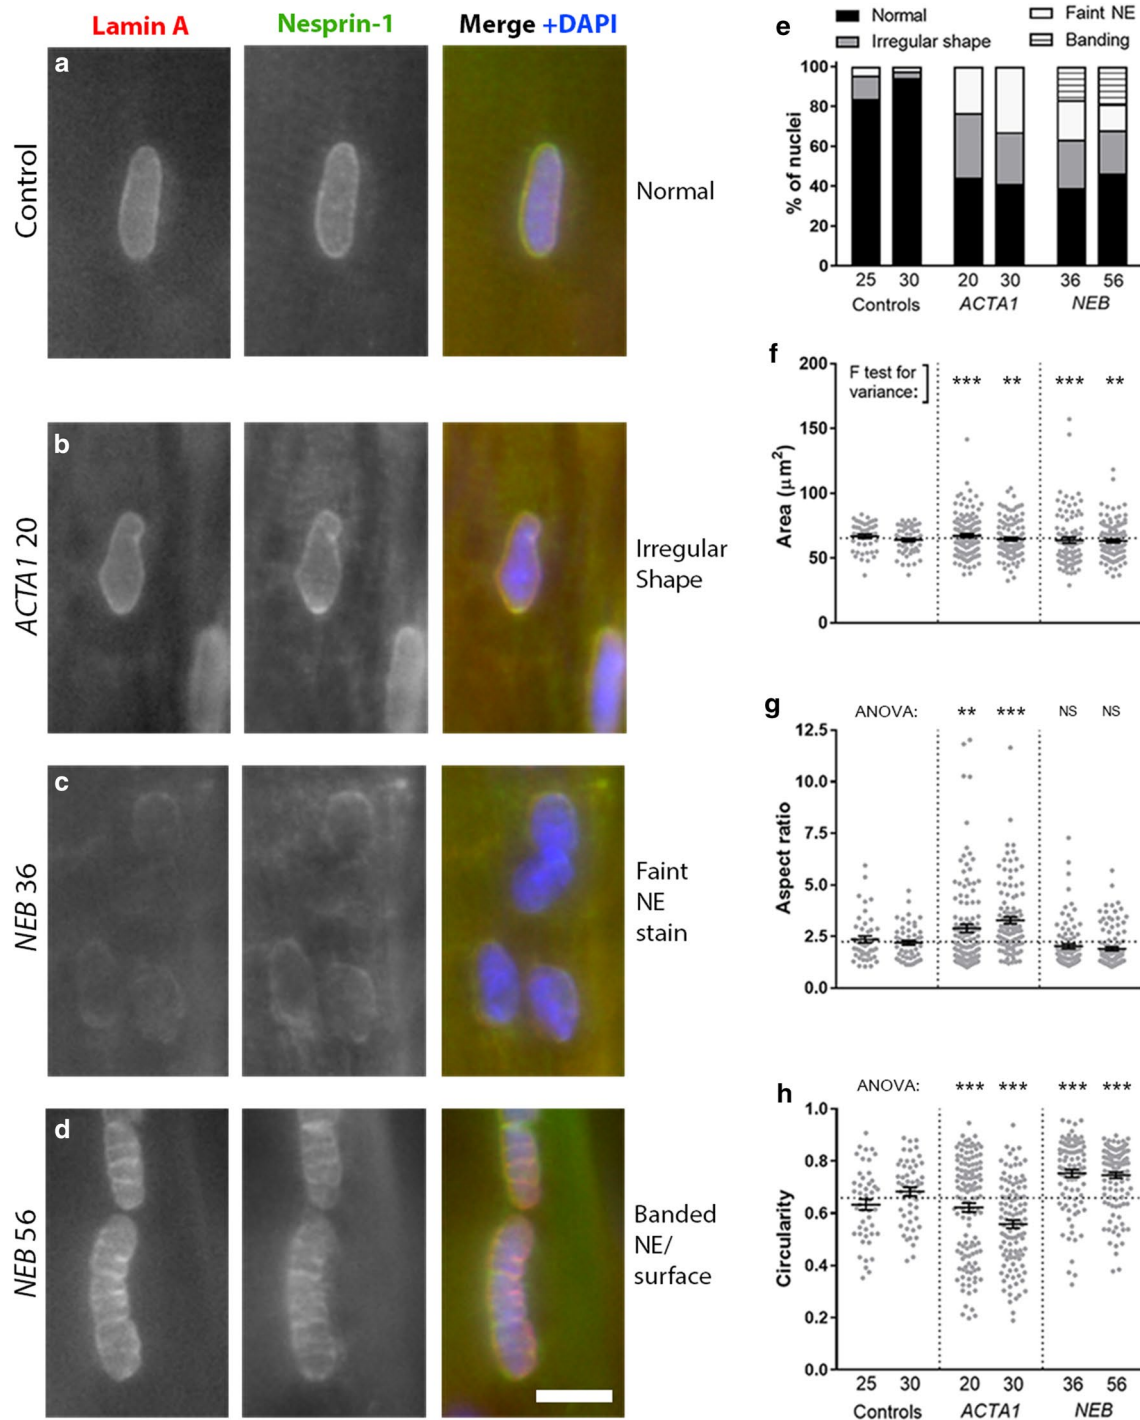 Lamin A
Nesprin-1
Merge +DAPI
a
Control
Normal
b
ACTA1 20
Irregular
Shape
c
NEB 36
Faint
NE
stain
d
NEB 56
Banded
NE/
surface
e
Normal
Irregular shape
Faint NE
Banding
% of nuclei
100
80
60
40
20
0
25 30 20 30 36 56
Controls ACTA1 NEB
f
F test for
variance:
*** ** *** **
Area (μm²)
200
150
100
50
0
g
ANOVA: ** *** NS NS
Aspect ratio
12.5
10.0
7.5
5.0
2.5
0.0
h
ANOVA: *** *** *** ***
Circularity
1.0
0.8
0.6
0.4
0.2
0.0
25 30 20 30 36 56
Controls ACTA1 NEB